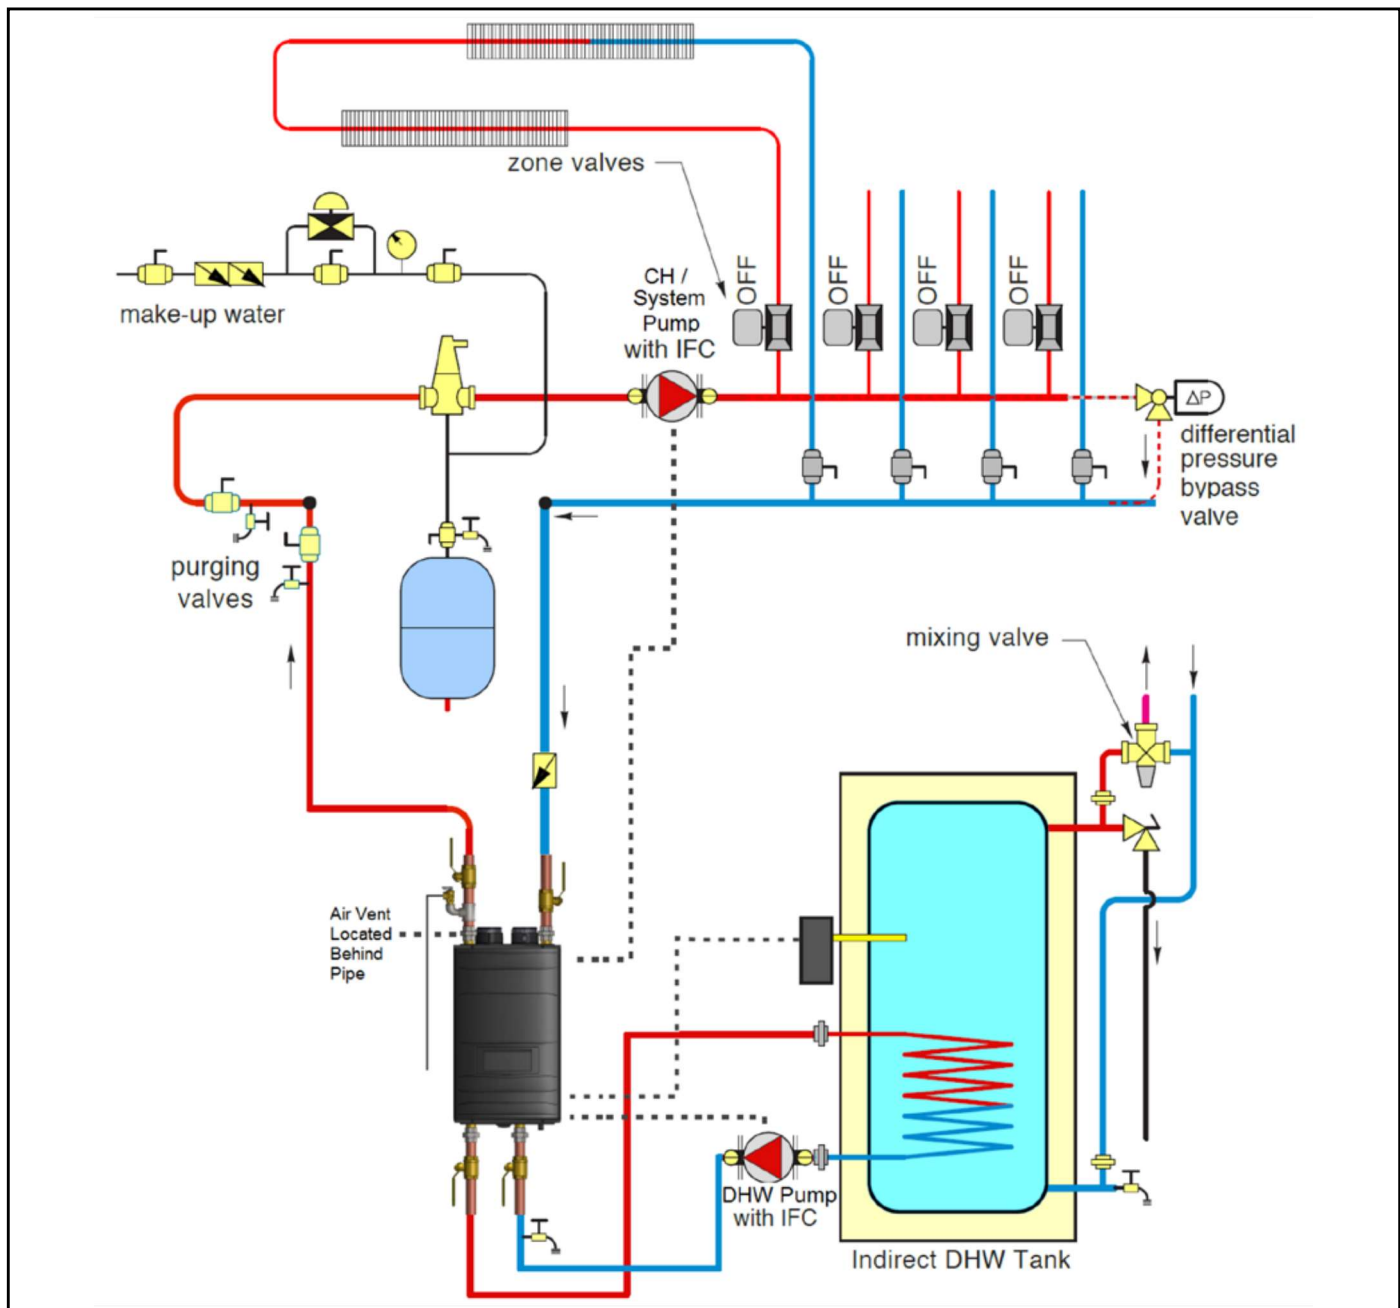 zone valves
make-up water
CH /
System
Pump
with IFC
OFF
OFF
OFF
OFF
ΔP
differential
pressure
bypass
valve
purging
valves
mixing valve
Air Vent
Located
Behind
Pipe
DHW Pump
with IFC
Indirect DHW Tank